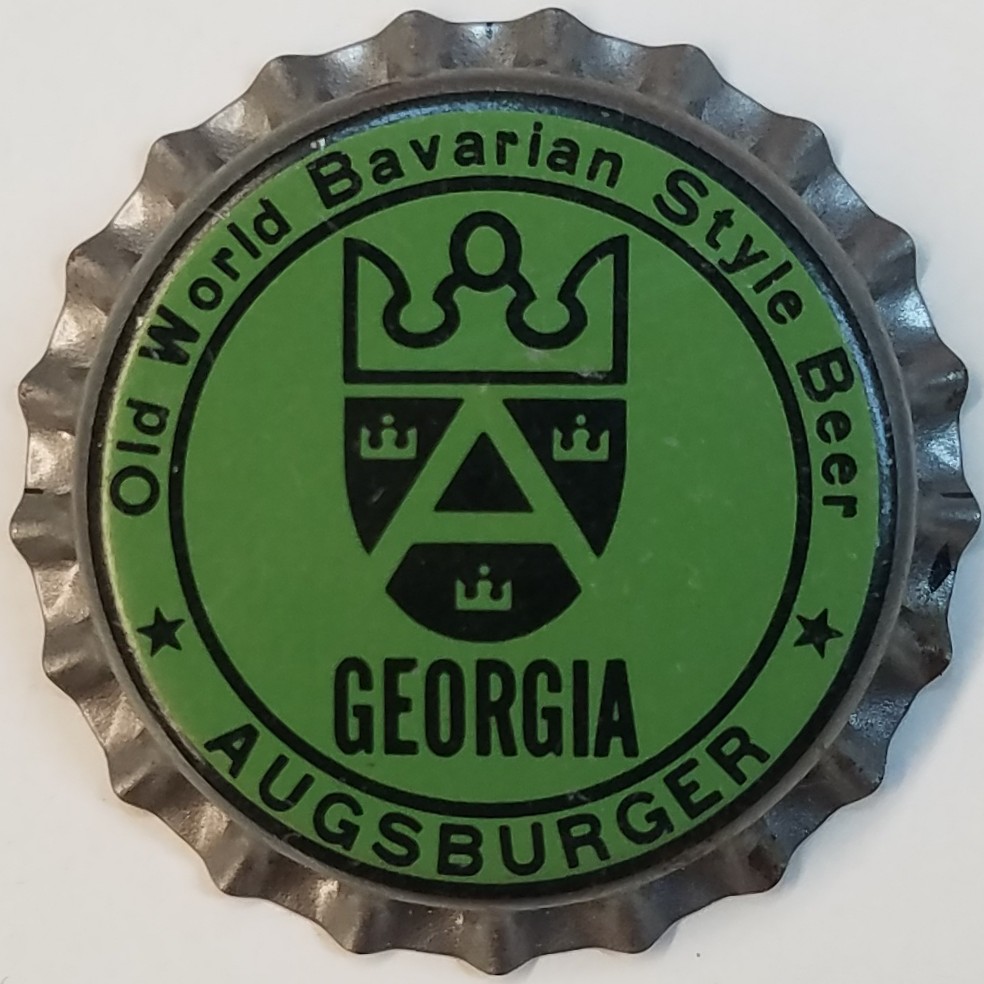 Old World Bavarian Style Beer
A
GEORGIA
AUGSBURGER